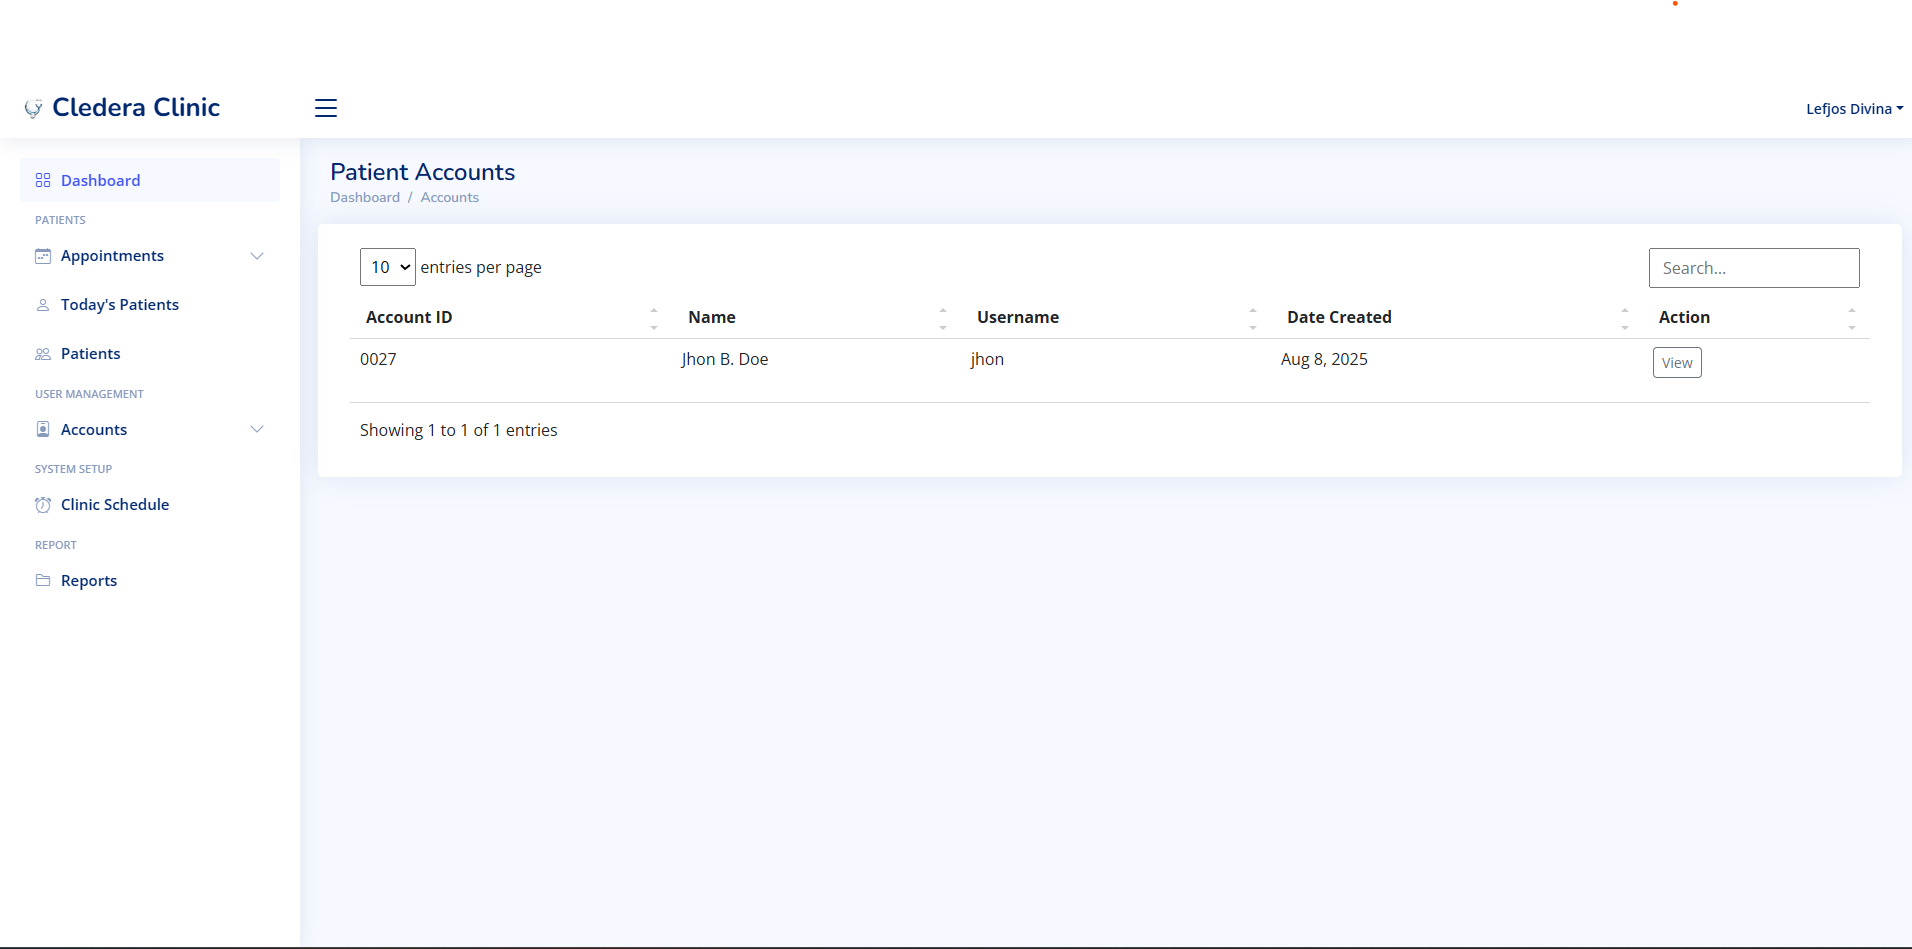 Cledera Clinic
Lefjos Divina
Dashboard
PATIENTS
Appointments
Today's Patients
Patients
USER MANAGEMENT
Accounts
SYSTEM SETUP
Clinic Schedule
REPORT
Reports
Patient Accounts
Dashboard / Accounts
10 entries per page
Search...
Account ID Name Username Date Created Action
0027 Jhon B. Doe jhon Aug 8, 2025 View
Showing 1 to 1 of 1 entries